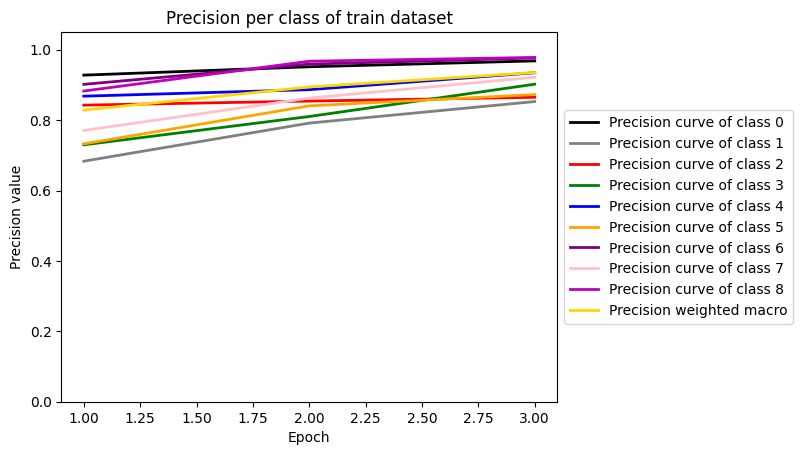 Precision per class of train dataset
Precision value
1.0
0.8
0.6
0.4
0.2
0.0
1.00 1.25 1.50 1.75 2.00 2.25 2.50 2.75 3.00
Epoch
Precision curve of class 0
Precision curve of class 1
Precision curve of class 2
Precision curve of class 3
Precision curve of class 4
Precision curve of class 5
Precision curve of class 6
Precision curve of class 7
Precision curve of class 8
Precision weighted macro